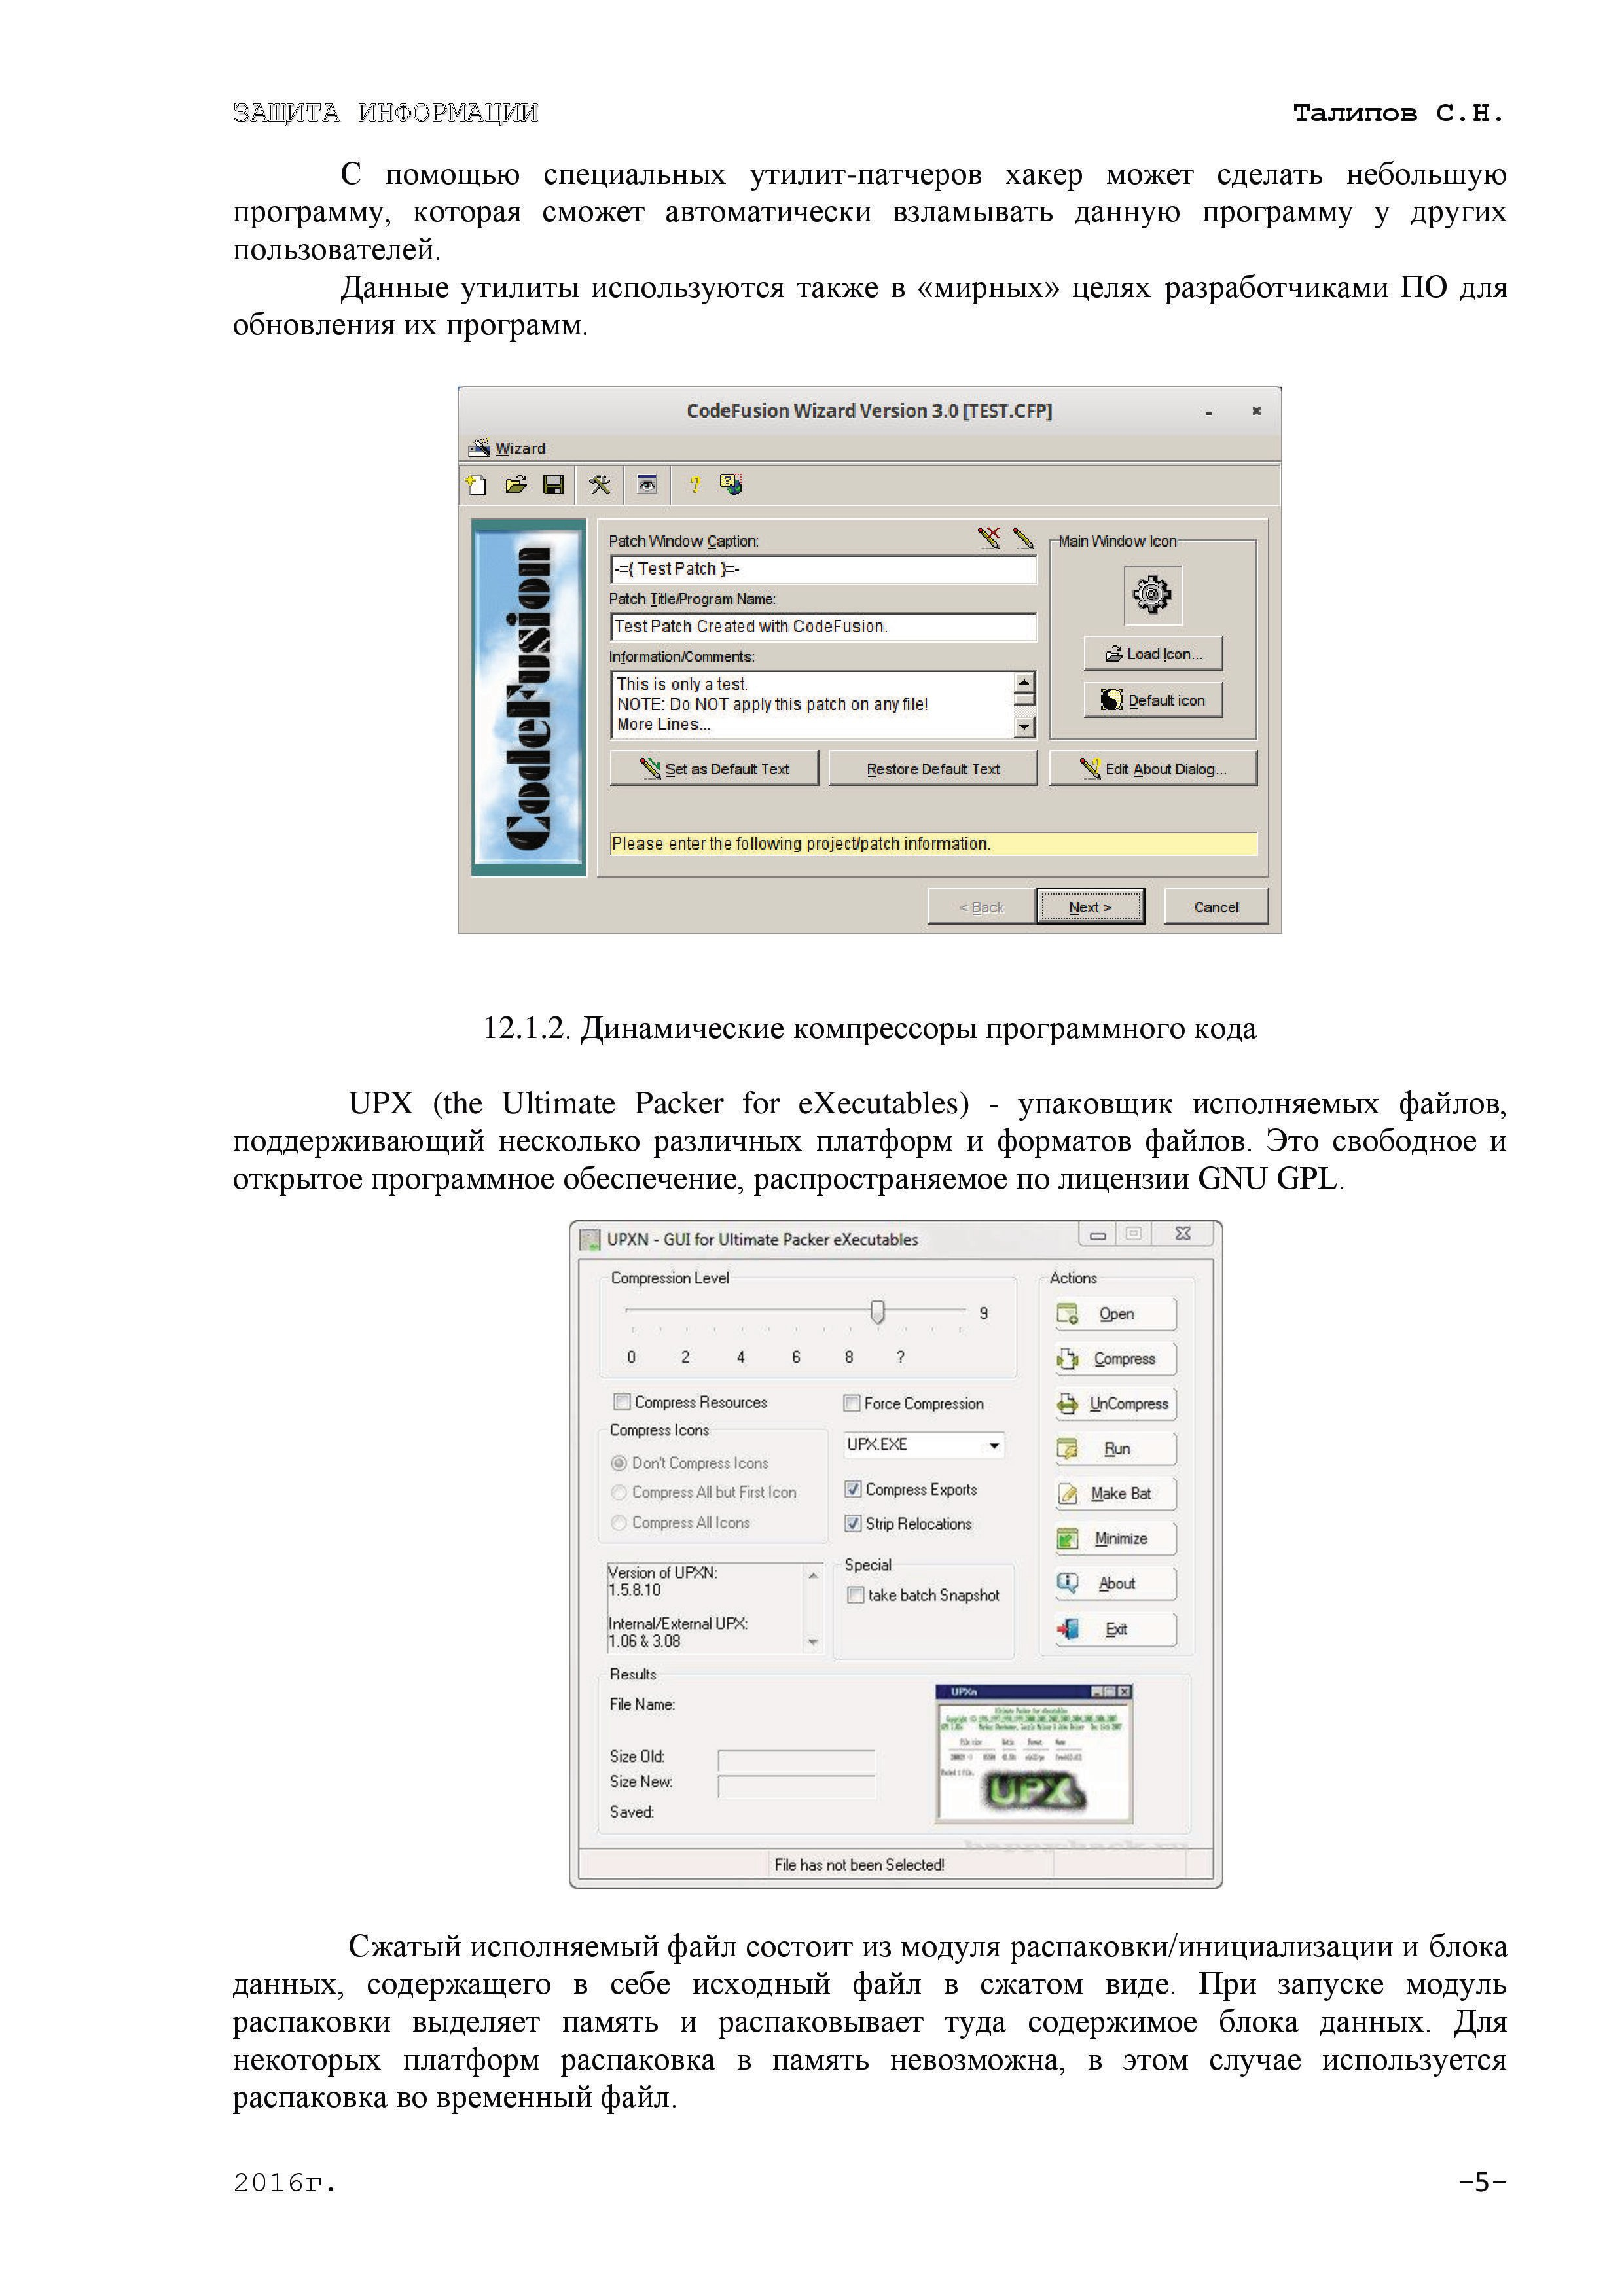 ЗАЩИТА ИНФОРМАЦИИ
Талипов С.Н.
С помощью специальных утилит-патчеров хакер может сделать небольшую
программу, которая сможет автоматически взламывать данную программу у других
пользователей.
Данные утилиты используются также в «мирных» целях разработчиками ПО для
обновления их программ.
CodeFusion Wizard Version 3.0 [TEST.CFP]
Wizard
CodeFusion
Patch Window Caption:
-={ Test Patch }=-
Patch Title/Program Name:
Test Patch Created with CodeFusion.
Information/Comments:
This is only a test.
NOTE: Do NOT apply this patch on any file!
More Lines...
Main Window Icon
Load Icon...
Default icon
Set as Default Text
Restore Default Text
Edit About Dialog...
Please enter the following project/patch information.
< Back
Next >
Cancel
12.1.2. Динамические компрессоры программного кода
UPX (the Ultimate Packer for eXecutables) - упаковщик исполняемых файлов,
поддерживающий несколько различных платформ и форматов файлов. Это свободное и
открытое программное обеспечение, распространяемое по лицензии GNU GPL.
UPXN - GUI for Ultimate Packer eXecutables
Compression Level
9
0 2 4 6 8 ?
Compress Resources
Force Compression
Compress Icons
Don't Compress Icons
Compress All but First Icon
Compress All Icons
UPX.EXE
Compress Exports
Strip Relocations
Version of UPXN:
1.5.8.10
Internal/External UPX:
1.06 & 3.08
Special
take batch Snapshot
Actions
Open
Compress
UnCompress
Run
Make Bat
Minimize
About
Exit
Results
File Name:
Size Old:
Size New:
Saved:
UPXn
UPX
File has not been Selected!
Сжатый исполняемый файл состоит из модуля распаковки/инициализации и блока
данных, содержащего в себе исходный файл в сжатом виде. При запуске модуль
распаковки выделяет память и распаковывает туда содержимое блока данных. Для
некоторых платформ распаковка в память невозможна, в этом случае используется
распаковка во временный файл.
2016г.
-5-